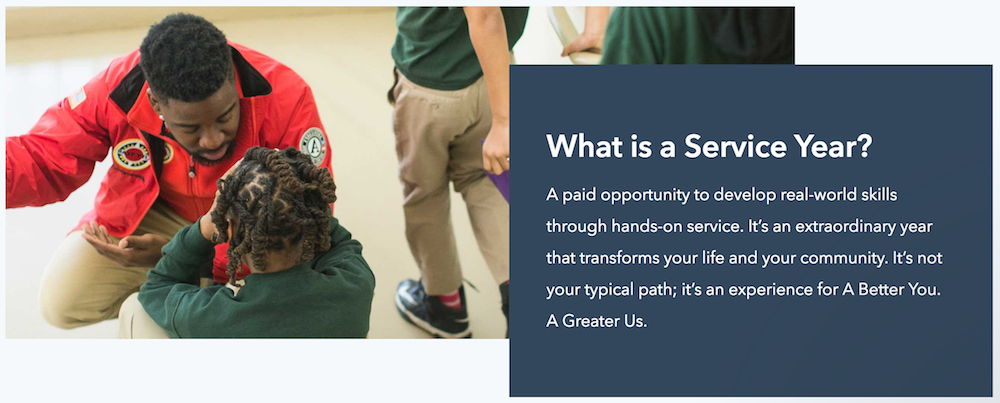 What is a Service Year?
A paid opportunity to develop real-world skills
through hands-on service. It’s an extraordinary year
that transforms your life and your community. It’s not
your typical path; it’s an experience for A Better You.
A Greater Us.